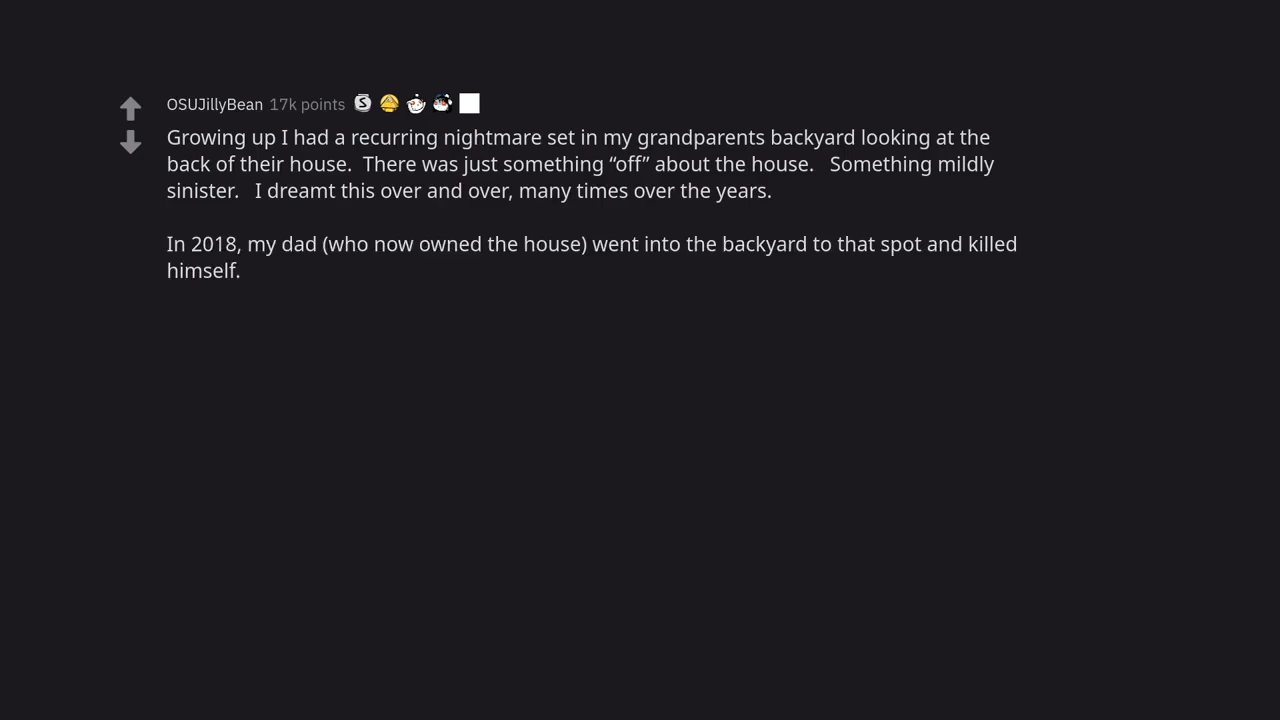 OSUJillyBean 17k points
Growing up I had a recurring nightmare set in my grandparents backyard looking at the
back of their house.  There was just something “off” about the house.   Something mildly
sinister.   I dreamt this over and over, many times over the years.
In 2018, my dad (who now owned the house) went into the backyard to that spot and killed
himself.